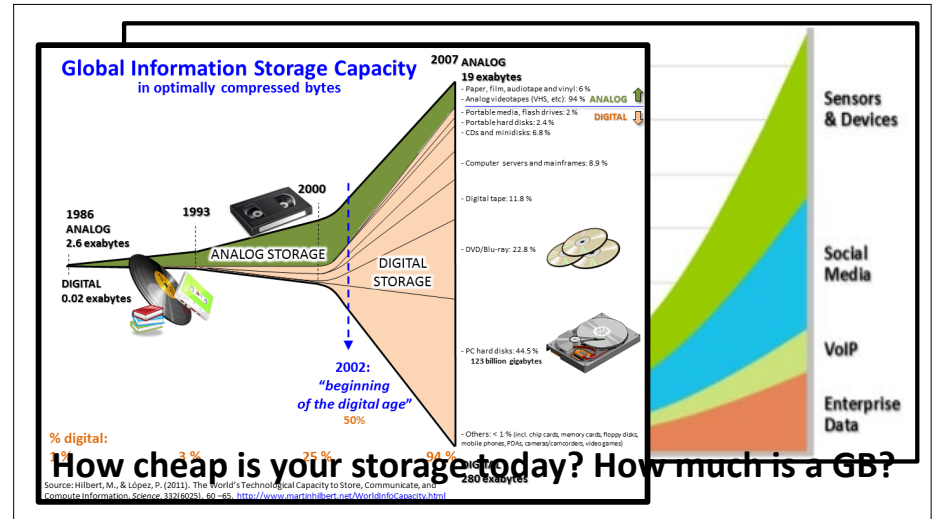 Global Information Storage Capacity
in optimally compressed bytes
2007 ANALOG
19 exabytes
- Paper, film, audiotape and vinyl: 6 %
- Analog videotapes (VHS, etc): 94 %
ANALOG
- Portable media, flash drives: 2 %
DIGITAL
- Portable hard disks: 2.4 %
- CDs and minidisks: 6.8 %
- Computer servers and mainframes: 8.9 %
- Digital tape: 11.8 %
- DVD/Blu-ray: 22.8 %
- PC hard disks: 44.5 %
123 billion gigabytes
- Others: < 1 % (incl. chip cards, memory cards, floppy disks,
mobile phones, PDAs, cameras/camcorders, video games)
DIGITAL
280 exabytes
1986
ANALOG
2.6 exabytes
DIGITAL
0.02 exabytes
1993
2000
ANALOG STORAGE
DIGITAL
STORAGE
2002:
"beginning
of the digital age"
50%
% digital:
1 %
3 %
25 %
94 %
How cheap is your storage today? How much is a GB?
Source: Hilbert, M., & López, P. (2011). The World's Technological Capacity to Store, Communicate, and
Compute Information. Science, 332(6025), 60 –65. http://www.martinhilbert.net/WorldInfoCapacity.html
Sensors
& Devices
Social
Media
VoIP
Enterprise
Data